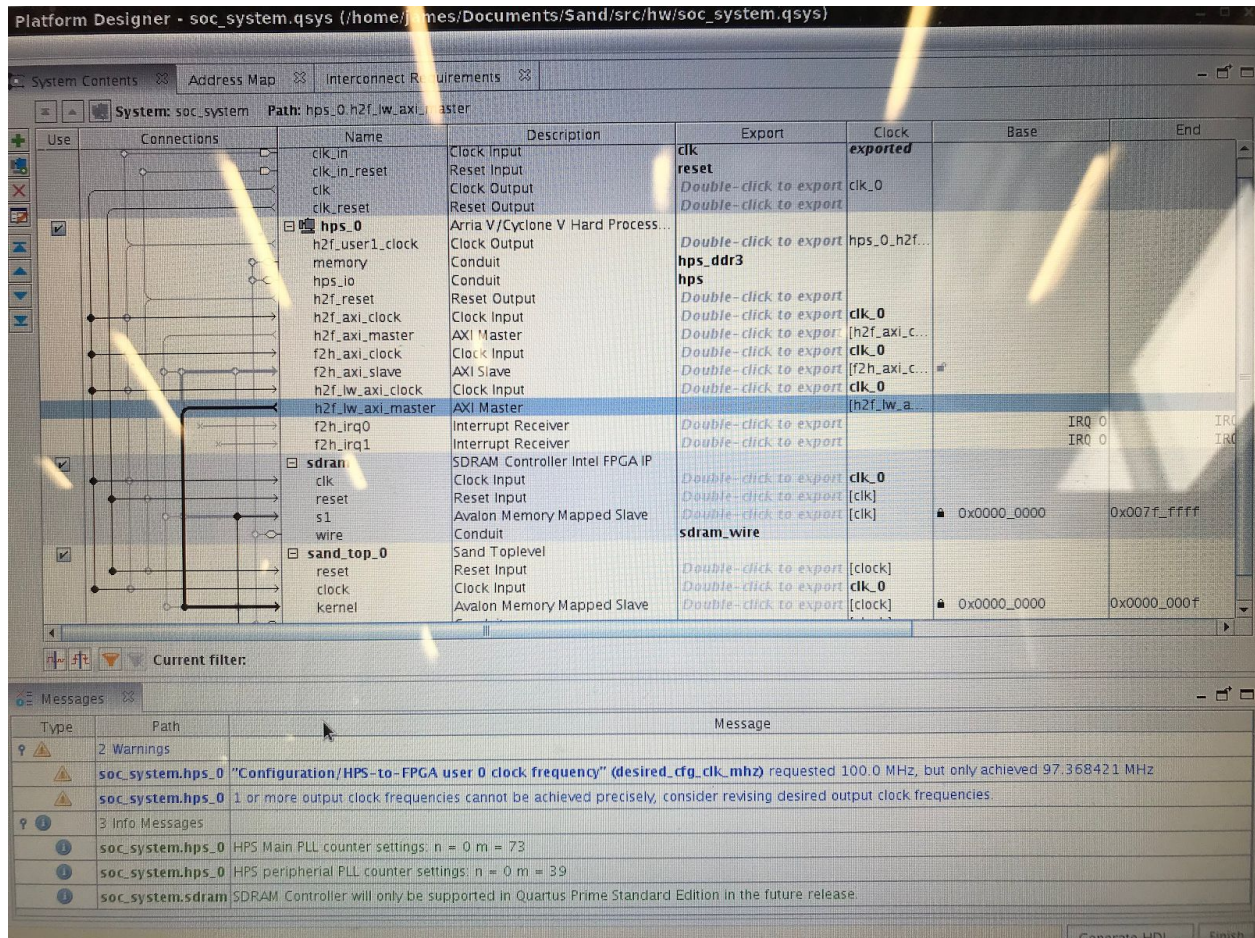 Platform Designer - soc_system.qsys (/home/james/Documents/Sand/src/hw/soc_system.qsys)
System Contents Address Map Interconnect Requirements
System: soc_system Path: hps_0.h2f_lw_axi_master
Use Connections Name Description Export Clock Base End
clk_in Clock Input clk exported
clk_in_reset Reset Input reset
clk Clock Output Double-click to export clk_0
clk_reset Reset Output Double-click to export
hps_0 Arria V/Cyclone V Hard Process...
h2f_user1_clock Clock Output Double-click to export hps_0_h2f...
memory Conduit hps_ddr3
hps_io Conduit hps
h2f_reset Reset Output Double-click to export
h2f_axi_clock Clock Input Double-click to export clk_0
h2f_axi_master AXI Master Double-click to export [h2f_axi_c...
f2h_axi_clock Clock Input Double-click to export clk_0
f2h_axi_slave AXI Slave Double-click to export [f2h_axi_c...
h2f_lw_axi_clock Clock Input Double-click to export clk_0
h2f_lw_axi_master AXI Master [h2f_lw_a...
f2h_irq0 Interrupt Receiver Double-click to export IRQ 0 IRQ
f2h_irq1 Interrupt Receiver Double-click to export IRQ 0 IRQ
sdram SDRAM Controller Intel FPGA IP
clk Clock Input Double-click to export clk_0
reset Reset Input Double-click to export [clk]
s1 Avalon Memory Mapped Slave Double-click to export [clk] 0x0000_0000 0x007f_ffff
wire Conduit sdram_wire
sand_top_0 Sand Toplevel
reset Reset Input Double-click to export [clock]
clock Clock Input Double-click to export clk_0
kernel Avalon Memory Mapped Slave Double-click to export [clock] 0x0000_0000 0x0000_000f
Current filter:
Messages
Type Path Message
2 Warnings
soc_system.hps_0 "Configuration/HPS-to-FPGA user 0 clock frequency" (desired_cfg_clk_mhz) requested 100.0 MHz, but only achieved 97.368421 MHz
soc_system.hps_0 1 or more output clock frequencies cannot be achieved precisely, consider revising desired output clock frequencies.
3 Info Messages
soc_system.hps_0 HPS Main PLL counter settings: n = 0 m = 73
soc_system.hps_0 HPS peripherial PLL counter settings: n = 0 m = 39
soc_system.sdram SDRAM Controller will only be supported in Quartus Prime Standard Edition in the future release.
Generate HDL... Finish